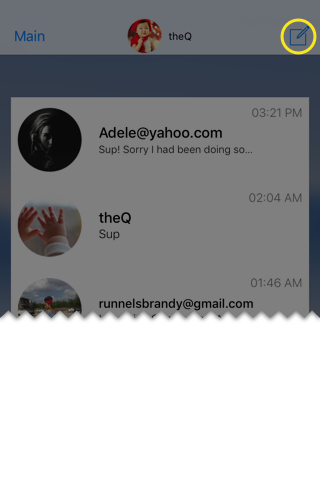 Main
theQ
03:21 PM
Adele@yahoo.com
Sup! Sorry I had been doing so...
02:04 AM
theQ
Sup
01:46 AM
runnelsbrandy@gmail.com